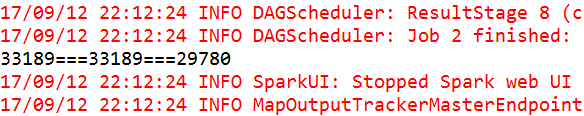 17/09/12 22:12:24 INFO DAGScheduler: ResultStage 8 (c
17/09/12 22:12:24 INFO DAGScheduler: Job 2 finished:
33189===33189===29780
17/09/12 22:12:24 INFO SparkUI: Stopped Spark web UI
17/09/12 22:12:24 INFO MapOutputTrackerMasterEndpoint